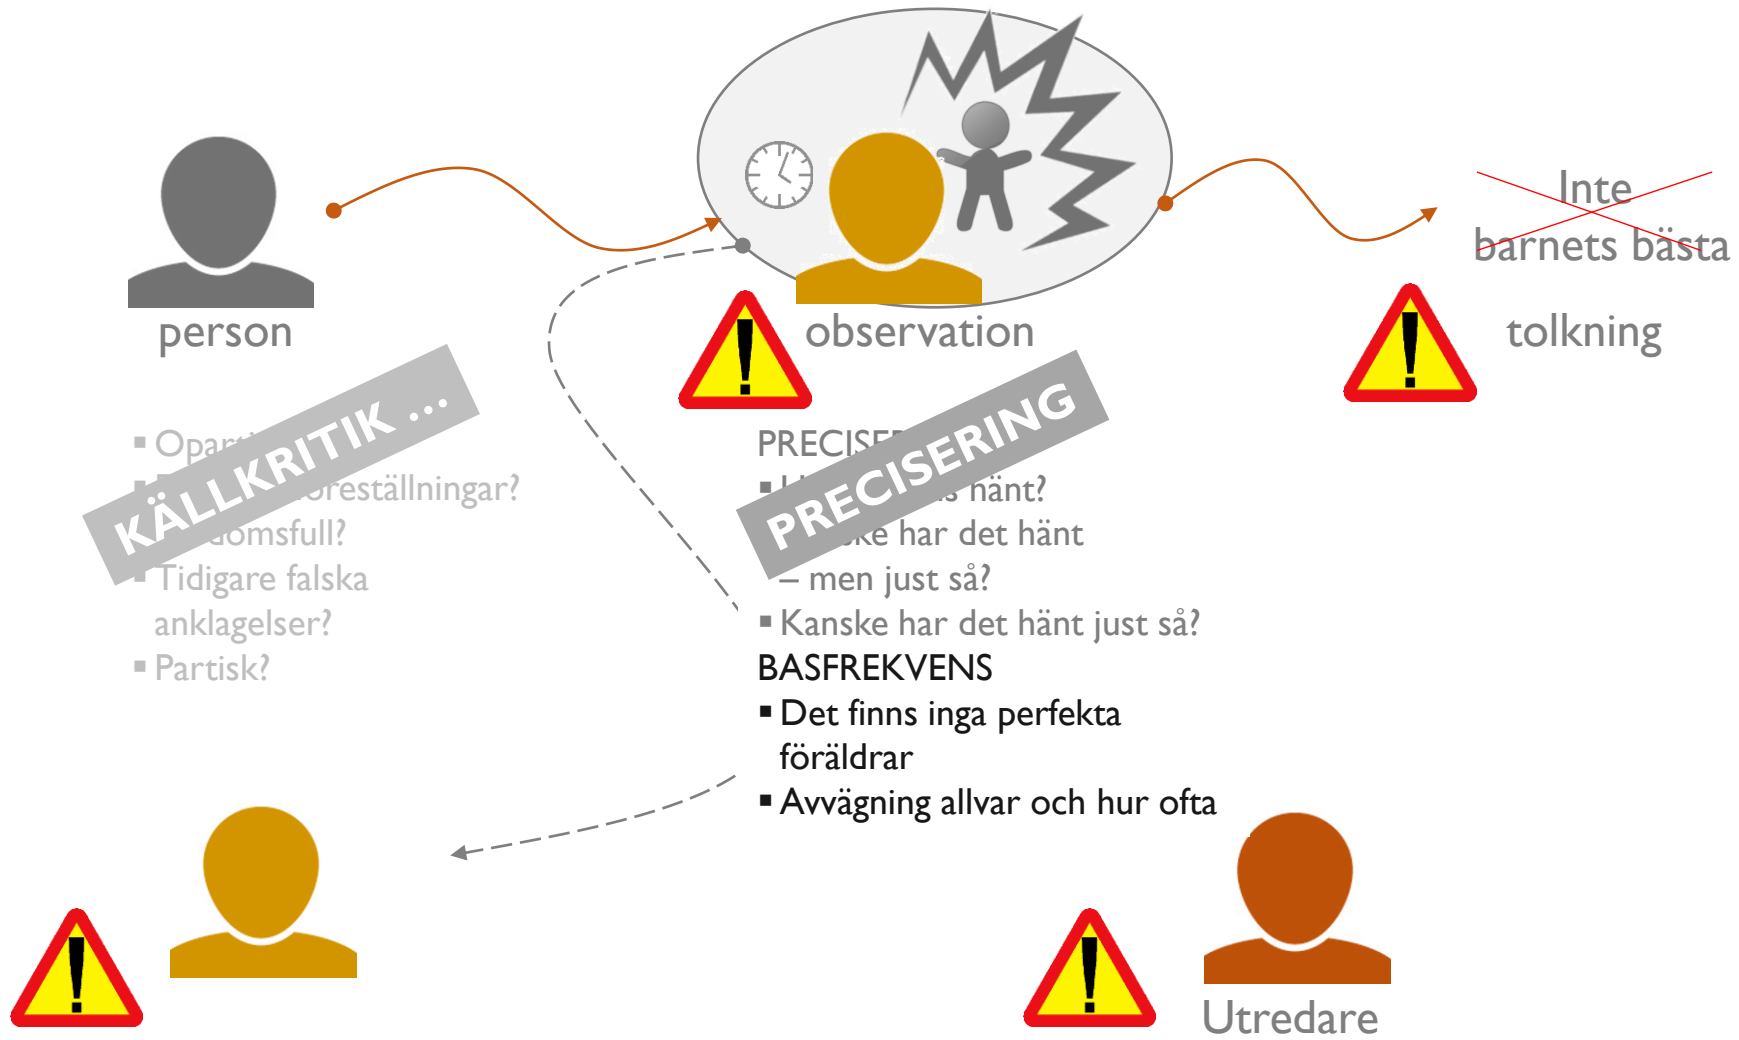 Inte
barnets bästa
person
observation
tolkning
KÄLLKRITIK ...
föreställningar?
Tidigare falska
anklagelser?
Partisk?
PRECISERING
hänt?
har det hänt
– men just så?
Kanske har det hänt just så?
BASFREKVENS
Det finns inga perfekta
föräldrar
Avvägning allvar och hur ofta
Utredare